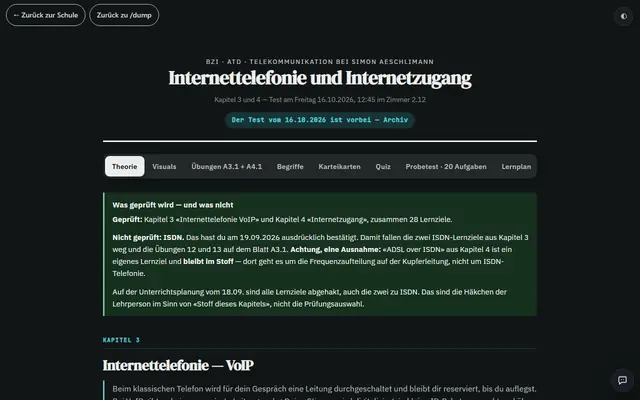 ← Zurück zur Schule
Zurück zu /dump
BZI · ATD · TELEKOMMUNIKATION BEI SIMON AESCHLIMANN
Internettelefonie und Internetzugang
Kapitel 3 und 4 — Test am Freitag 16.10.2026, 12:45 im Zimmer 2.12
Der Test vom 16.10.2026 ist vorbei — Archiv
Theorie
Visuals
Übungen A3.1 + A4.1
Begriffe
Karteikarten
Quiz
Probetest · 20 Aufgaben
Lernplan
Was geprüft wird — und was nicht
Geprüft: Kapitel 3 «Internettelefonie VoIP» und Kapitel 4 «Internetzugang», zusammen 28 Lernziele.
Nicht geprüft: ISDN. Das hast du am 19.09.2026 ausdrücklich bestätigt. Damit fallen die zwei ISDN-Lernziele aus Kapitel 3
weg und die Übungen 12 und 13 auf dem Blatt A3.1. Achtung, eine Ausnahme: «ADSL over ISDN» aus Kapitel 4 ist ein
eigenes Lernziel und bleibt im Stoff — dort geht es um die Frequenzaufteilung auf der Kupferleitung, nicht um ISDN-
Telefonie.
Auf der Unterrichtsplanung vom 18.09. sind alle Lernziele abgehakt, auch die zwei zu ISDN. Das sind die Häkchen der
Lehrperson im Sinn von «Stoff dieses Kapitels», nicht die Prüfungsauswahl.
KAPITEL 3
Internettelefonie — VoIP
Beim klassischen Telefon wird für dein Gespräch eine Leitung durchgeschaltet und bleibt dir reserviert, bis du auflegst.